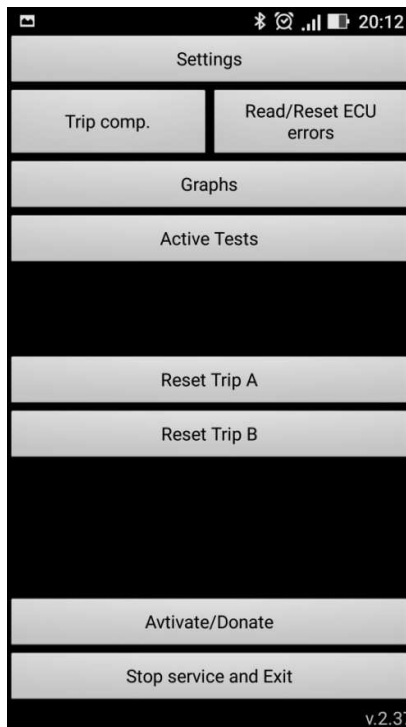 20:12
Settings
Trip comp.
Read/Reset ECU
errors
Graphs
Active Tests
Reset Trip A
Reset Trip B
Avtivate/Donate
Stop service and Exit
v.2.37